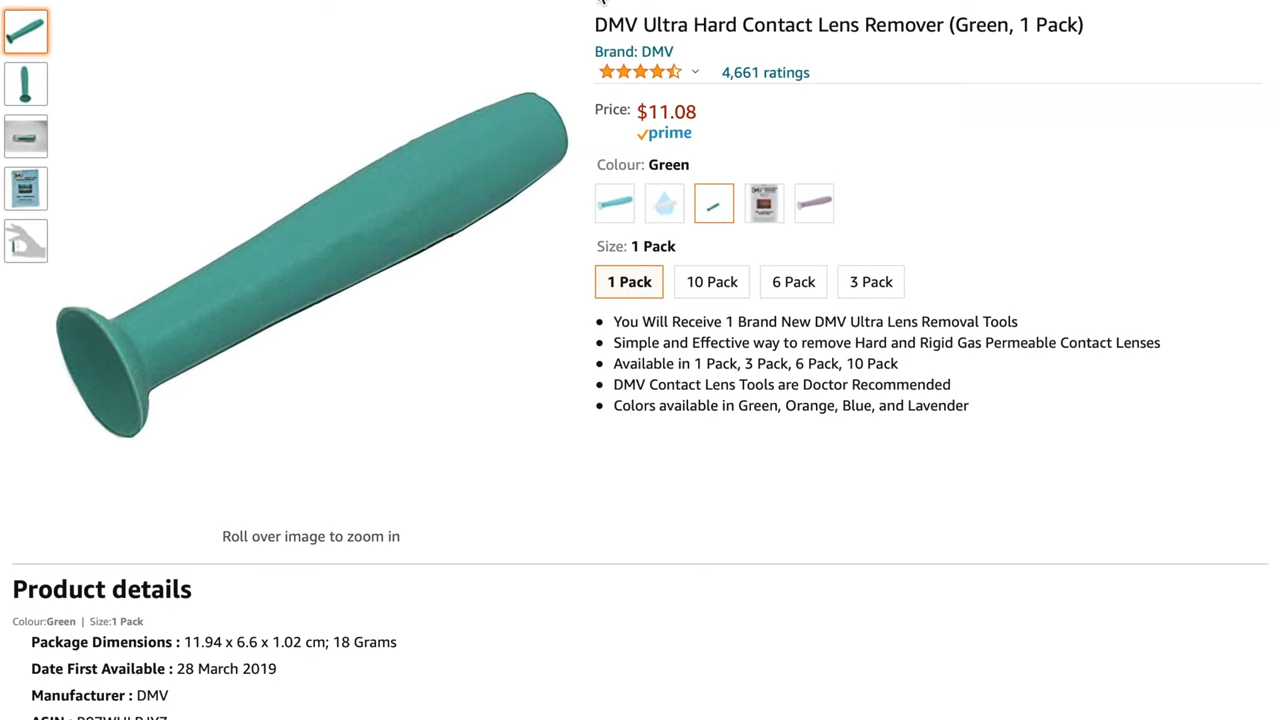 DMV Ultra Hard Contact Lens Remover (Green, 1 Pack)
Brand: DMV
4,661 ratings
Price: $11.08
prime
Colour: Green
Size: 1 Pack
1 Pack 10 Pack 6 Pack 3 Pack
You Will Receive 1 Brand New DMV Ultra Lens Removal Tools
Simple and Effective way to remove Hard and Rigid Gas Permeable Contact Lenses
Available in 1 Pack, 3 Pack, 6 Pack, 10 Pack
DMV Contact Lens Tools are Doctor Recommended
Colors available in Green, Orange, Blue, and Lavender
Roll over image to zoom in
Product details
Colour:Green | Size:1 Pack
Package Dimensions : 11.94 x 6.6 x 1.02 cm; 18 Grams
Date First Available : 28 March 2019
Manufacturer : DMV
ASIN :